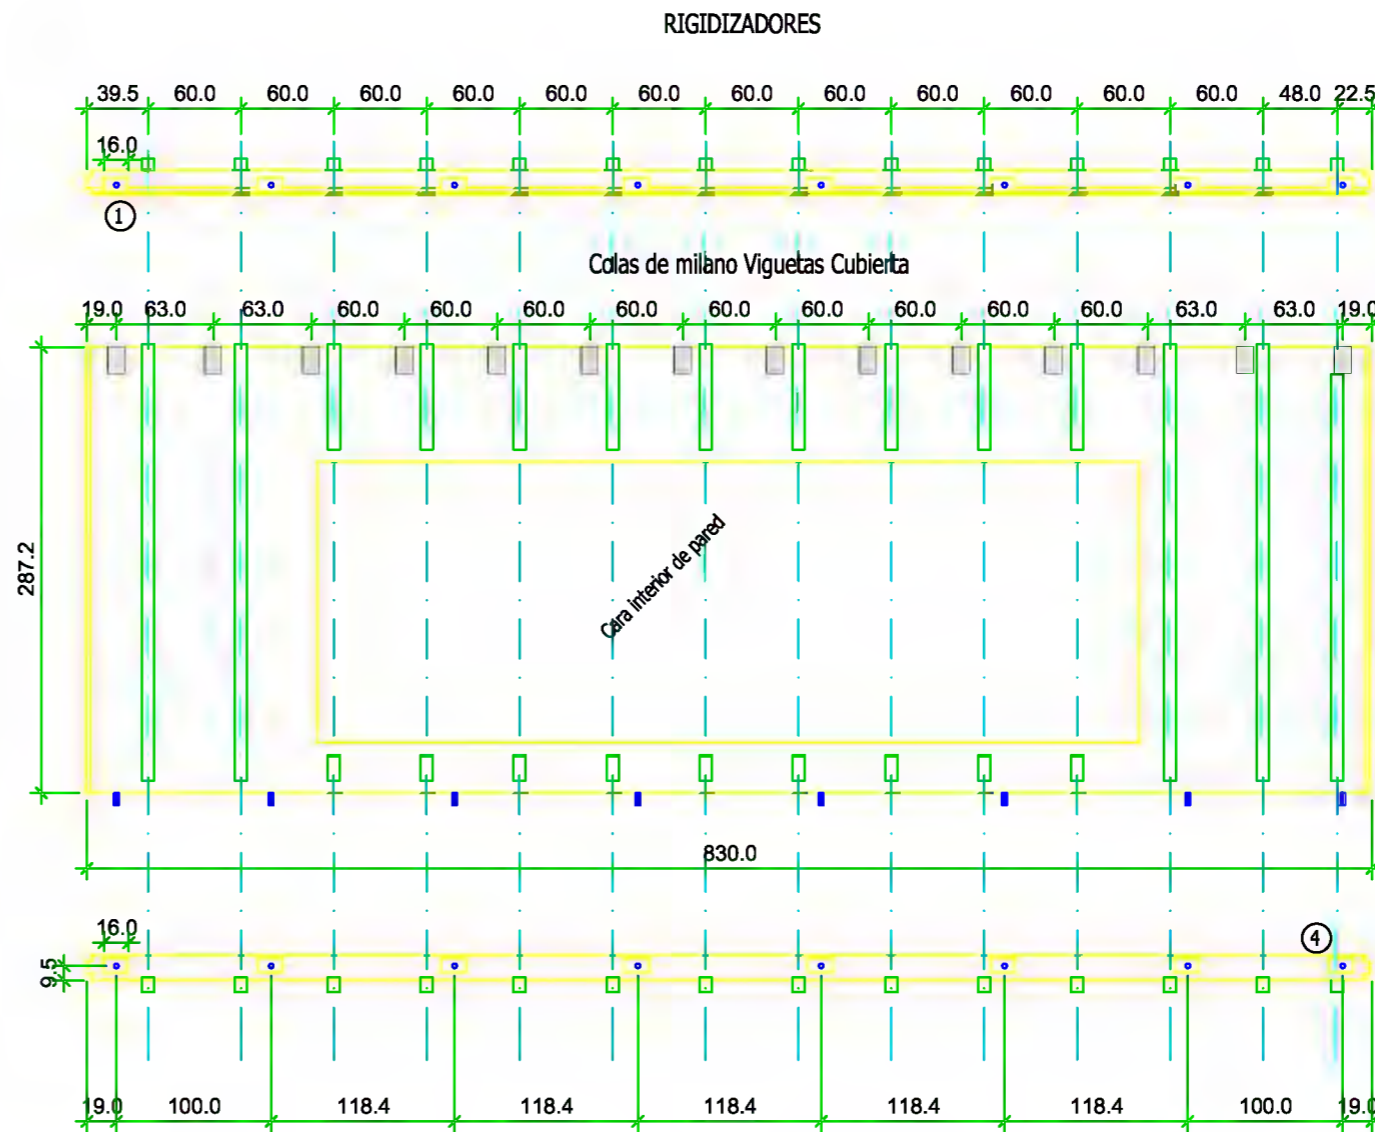 RIGIDIZADORES
39.5 60.0 60.0 60.0 60.0 60.0 60.0 60.0 60.0 60.0 60.0 60.0 60.0 48.0 22.5
16.0
1
Colas de milano Viguetas Cubierta
19.0 63.0 63.0 60.0 60.0 60.0 60.0 60.0 60.0 60.0 60.0 60.0 63.0 63.0 19.0
287.2
Cara interior de pared
830.0
16.0
4
9.5
19.0 100.0 118.4 118.4 118.4 118.4 118.4 100.0 19.0